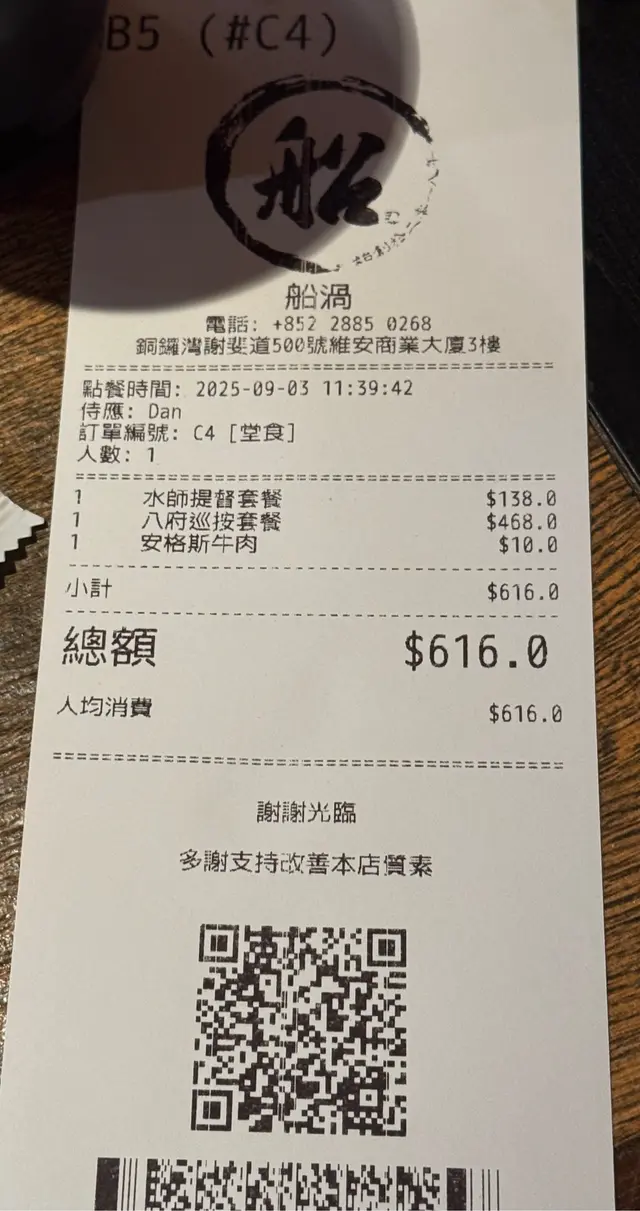 B5 (#C4)
船
船渦
電話: +852 2885 0268
銅鑼灣謝斐道500號維安商業大廈3樓
點餐時間: 2025-09-03 11:39:42
侍應: Dan
訂單編號: C4 [堂食]
人數: 1
1 水師提督套餐 $138.0
1 八府巡按套餐 $468.0
1 安格斯牛肉 $10.0
小計 $616.0
總額 $616.0
人均消費 $616.0
謝謝光臨
多謝支持改善本店質素